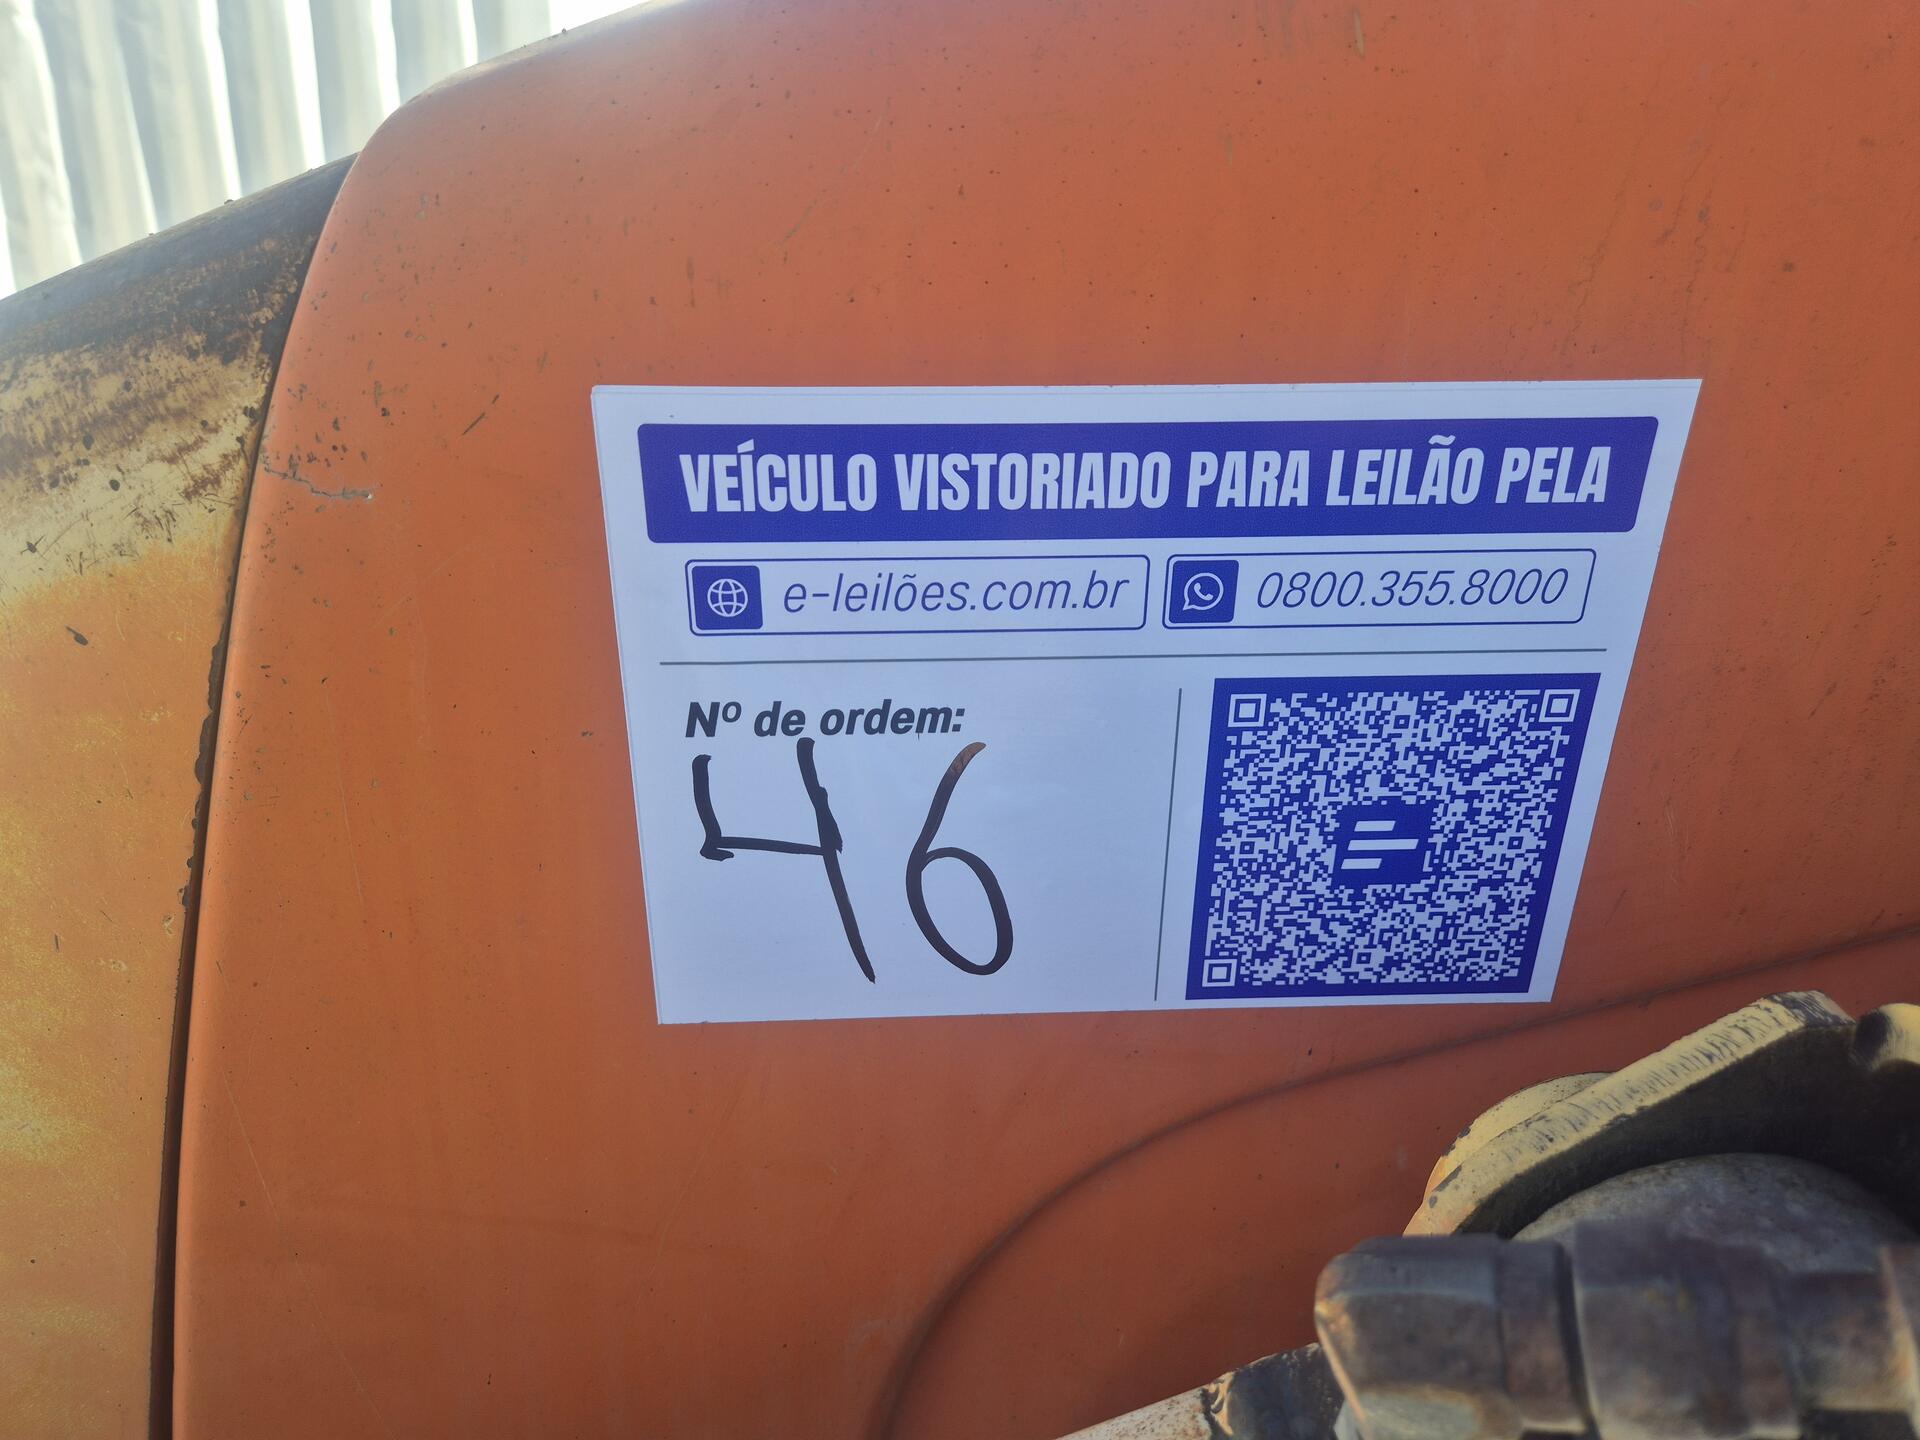 VEÍCULO VISTORIADO PARA LEILÃO PELA
e-leilões.com.br
0800.355.8000
Nº de ordem:
46